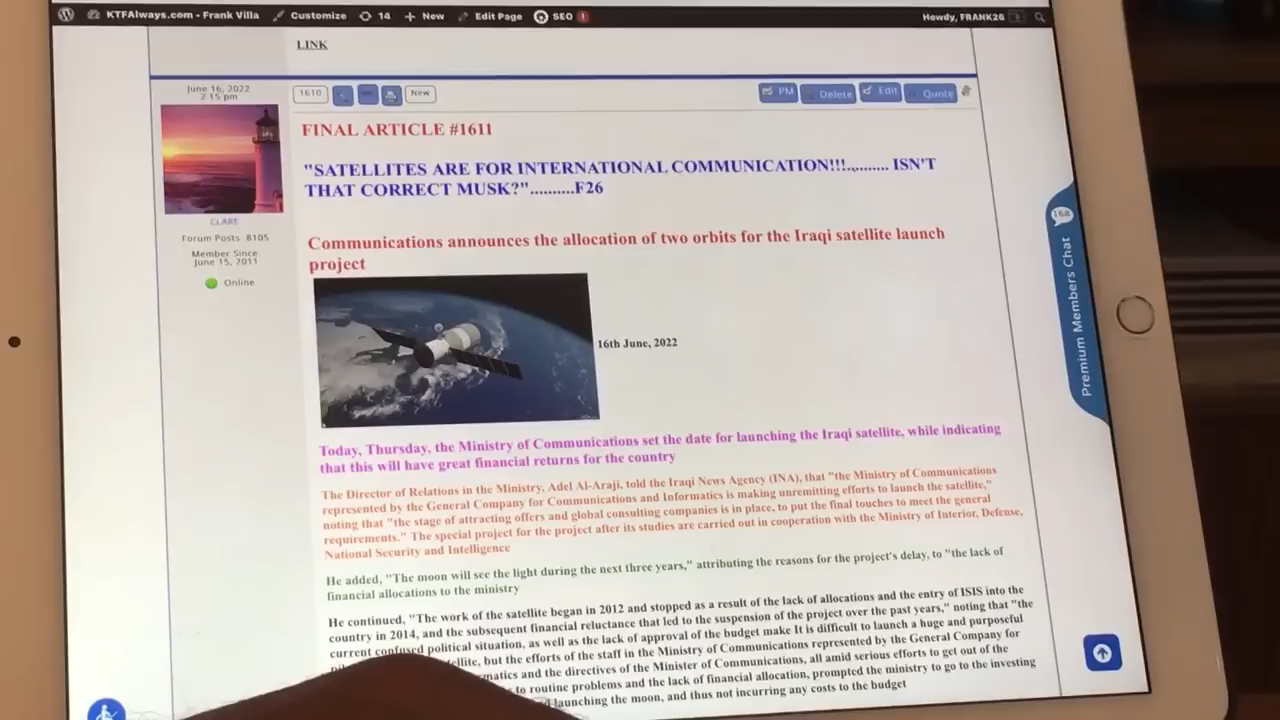 KTFAlways.com - Frank Villa Customize 14 + New Edit Page SEO ! Howdy, FRANK26
LINK
June 16, 2022
2:15 pm
1610 New PM Delete Edit Quote
FINAL ARTICLE #1611
"SATELLITES ARE FOR INTERNATIONAL COMMUNICATION!!!.......... ISN'T
THAT CORRECT MUSK?"..........F26
CLARE
Forum Posts: 8105
Member Since:
June 15, 2011
Online
Communications announces the allocation of two orbits for the Iraqi satellite launch
project
16th June, 2022
168
Premium Members Chat
Today, Thursday, the Ministry of Communications set the date for launching the Iraqi satellite, while indicating
that this will have great financial returns for the country
The Director of Relations in the Ministry, Adel Al-Araji, told the Iraqi News Agency (INA), that "the Ministry of Communications
represented by the General Company for Communications and Informatics is making unremitting efforts to launch the satellite,"
noting that "the stage of attracting offers and global consulting companies is in place, to put the final touches to meet the general
requirements." The special project for the project after its studies are carried out in cooperation with the Ministry of Interior, Defense,
National Security and Intelligence
He added, "The moon will see the light during the next three years," attributing the reasons for the project's delay, to "the lack of
financial allocations to the ministry
He continued, "The work of the satellite began in 2012 and stopped as a result of the lack of allocations and the entry of ISIS into the
country in 2014, and the subsequent financial reluctance that led to the suspension of the project over the past years," noting that "the
current confused political situation, as well as the lack of approval of the budget make It is difficult to launch a huge and purposeful
but the efforts of the staff in the Ministry of Communications represented by the General Company for
and the directives of the Minister of Communications, all amid serious efforts to get out of the
to routine problems and the lack of financial allocation, prompted the ministry to go to the investing
launching the moon, and thus not incurring any costs to the budget